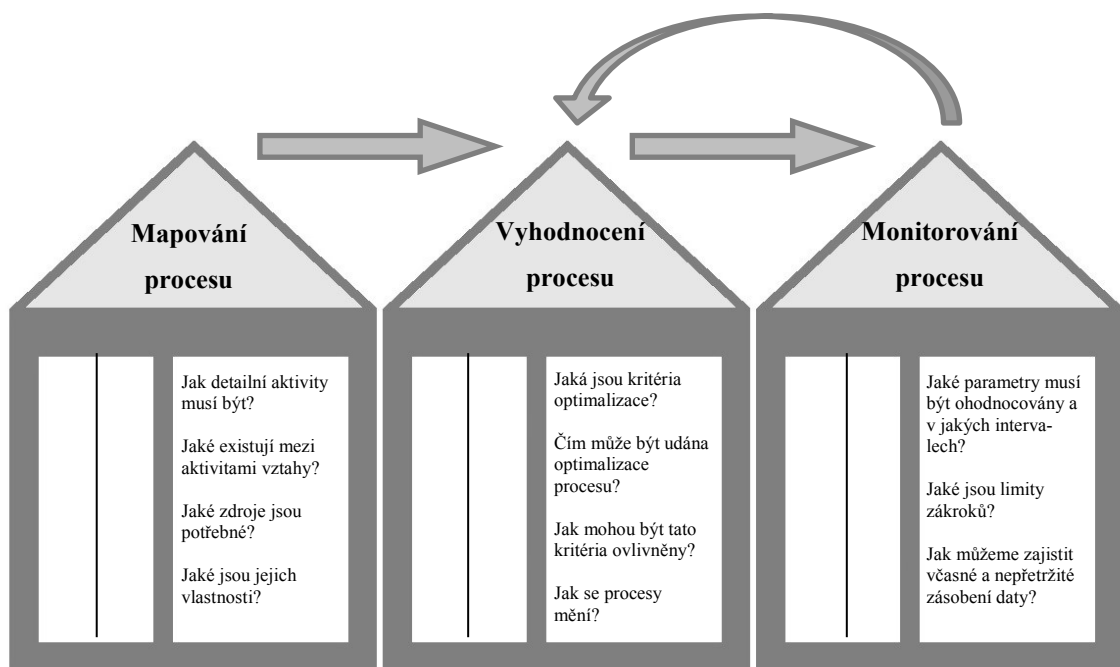 Mapování
procesu
Jak detailní aktivity
musí být?
Jaké existují mezi
aktivitami vztahy?
Jaké zdroje jsou
potřebné?
Jaké jsou jejich
vlastnosti?
Vyhodnocení
procesu
Jaká jsou kritéria
optimalizace?
Čím může být udána
optimalizace
procesu?
Jak mohou být tato
kritéria ovlivněny?
Jak se procesy
mění?
Monitorování
procesu
Jaké parametry musí
být ohodnocovány a
v jakých interva-
lech?
Jaké jsou limity
zákroků?
Jak můžeme zajistit
včasné a nepřetržité
zásobení daty?